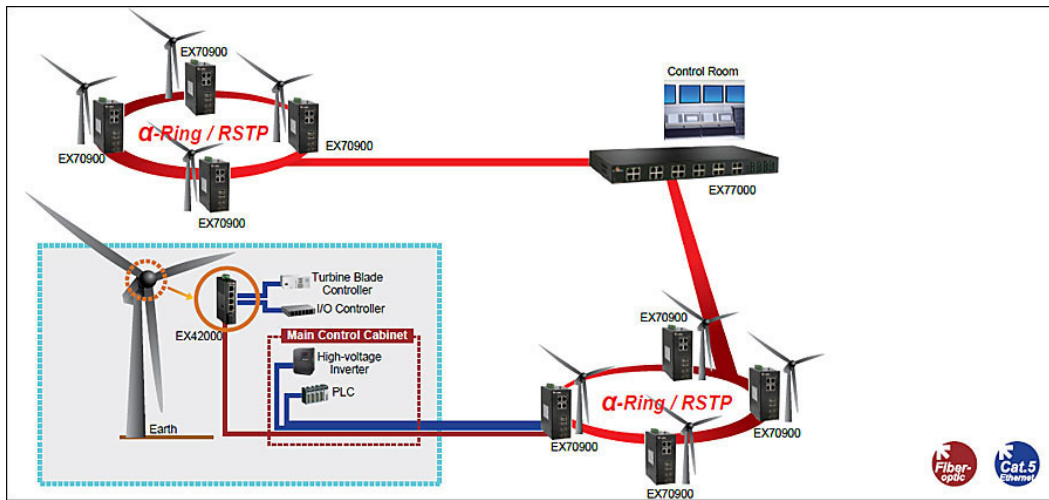 EX70900
EX70900
EX70900
EX70900
α-Ring / RSTP
Control Room
EX77000
Turbine Blade
Controller
I/O Controller
EX42000
Main Control Cabinet
High-voltage
Inverter
PLC
Earth
EX70900
EX70900
EX70900
EX70900
α-Ring / RSTP
Fiber-
optic
Cat.5
Ethernet